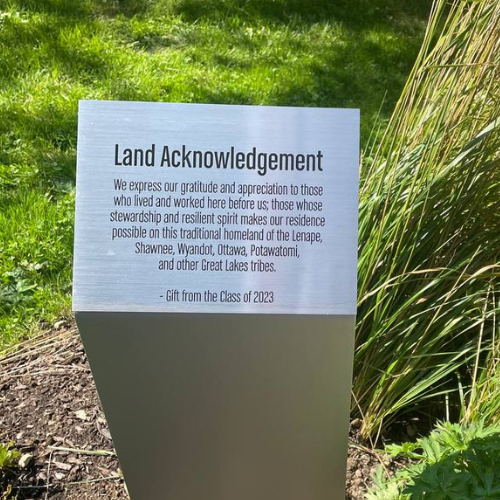 Land Acknowledgement
We express our gratitude and appreciation to those
who lived and worked here before us; those whose
stewardship and resilient spirit makes our residence
possible on this traditional homeland of the Lenape,
Shawnee, Wyandot, Ottawa, Potawatomi,
and other Great Lakes tribes.
- Gift from the Class of 2023